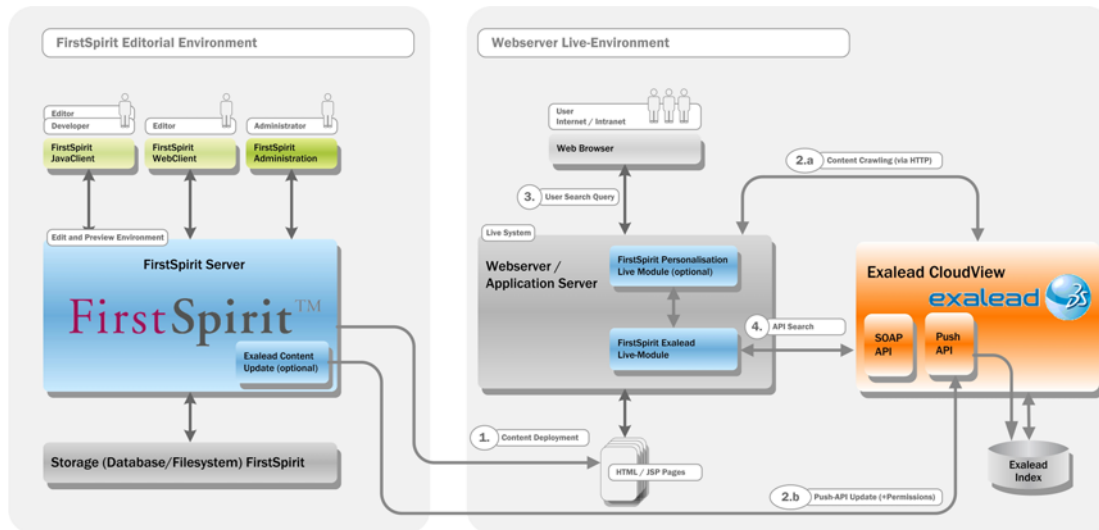 FirstSpirit Editorial Environment
Editor
Developer
FirstSpirit
JavaClient
Editor
FirstSpirit
WebClient
Administrator
FirstSpirit
Administration
Edit and Preview Environment
FirstSpirit Server
FirstSpirit™
Exalead Content
Update (optional)
Storage (Database/Filesystem) FirstSpirit
Webserver Live-Environment
User
Internet / Intranet
Web Browser
3. User Search Query
2.a Content Crawling (via HTTP)
Live System
Webserver /
Application Server
FirstSpirit Personalisation
Live Module (optional)
FirstSpirit Exalead
Live-Module
4. API Search
Exalead CloudView
exalead
SOAP
API
Push
API
1. Content Deployment
HTML / JSP Pages
2.b Push-API Update (+Permissions)
Exalead
Index